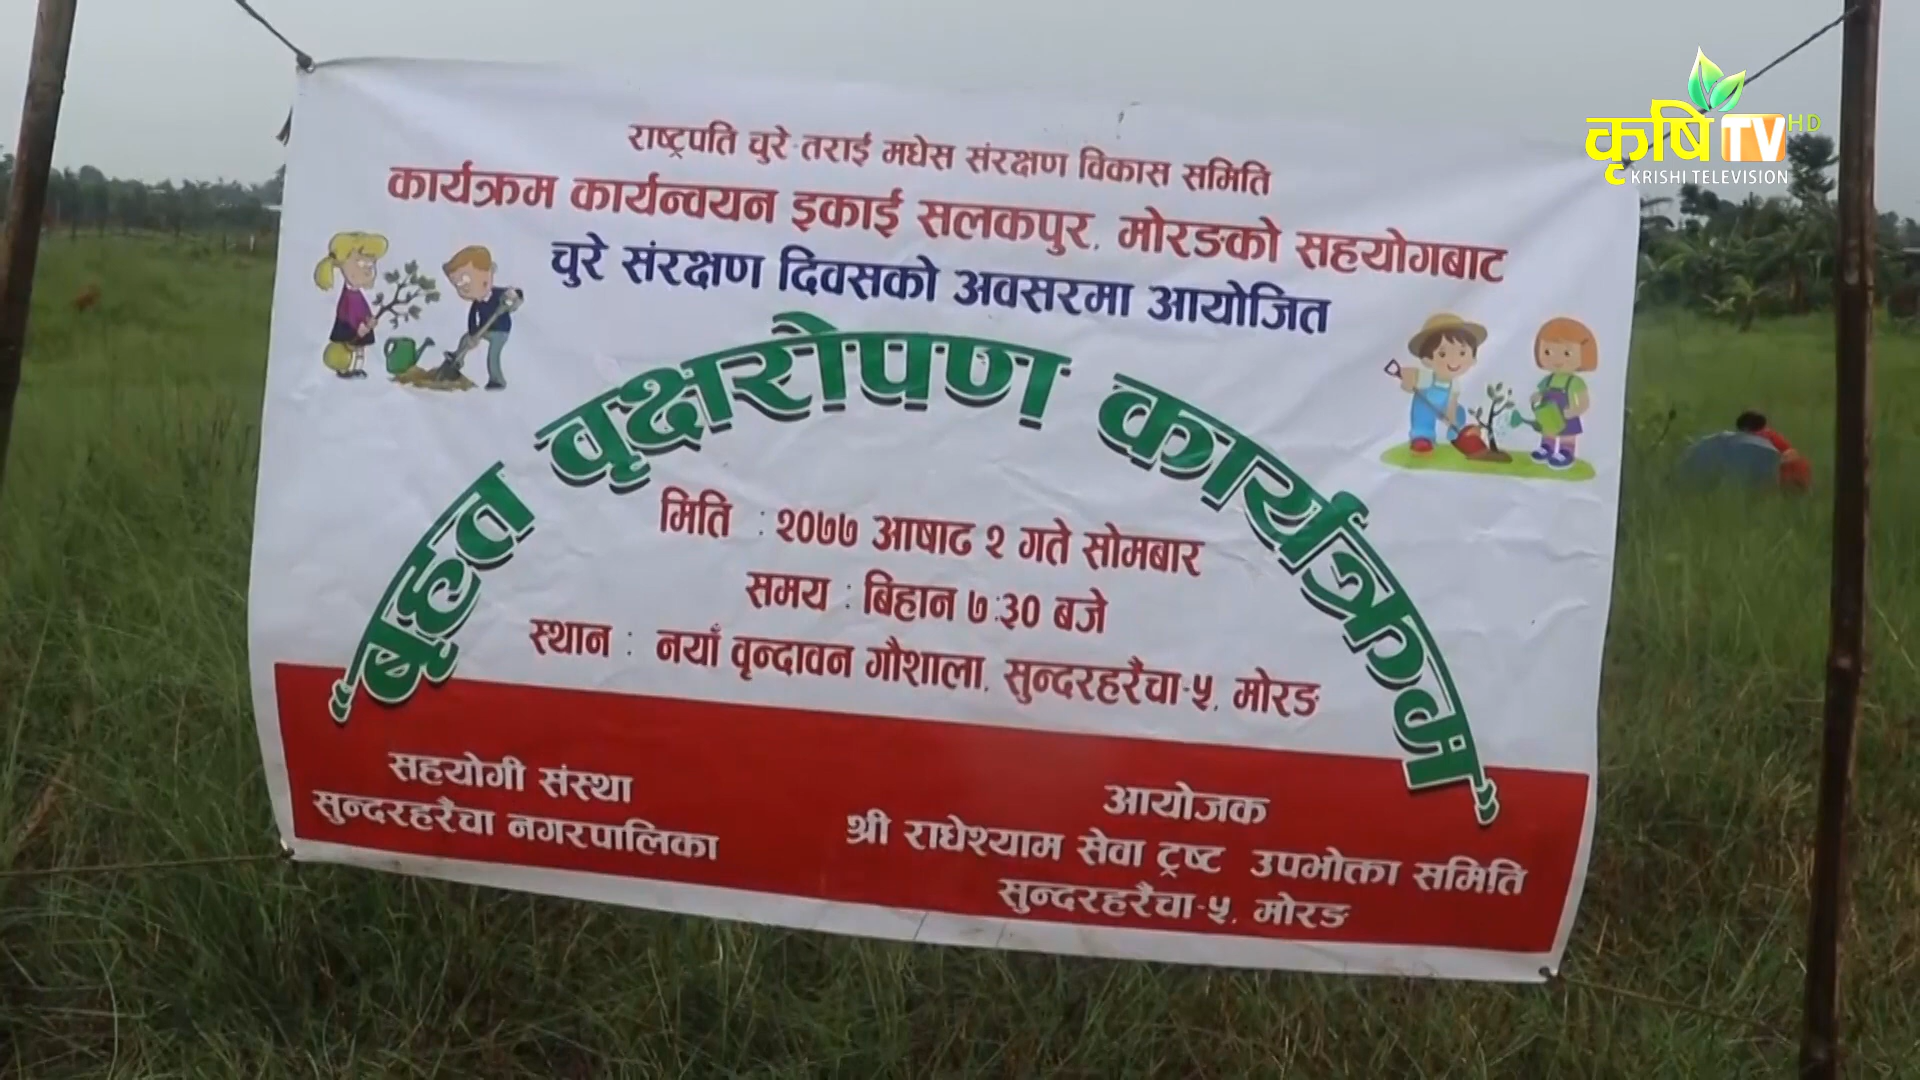 कृषि TV HD
KRISHI TELEVISION
राष्ट्रपति चुरे तराई मधेस संरक्षण विकास समिति
कार्यक्रम कार्यन्वयन इकाई सलकपुर, मोरङको सहयोगबाट
चुरे संरक्षण दिवसको अवसरमा आयोजित
"बृहत वृक्षरोपण कार्यक्रम"
मिति : २०७७ आषाढ २ गते सोमबार
समय : बिहान ७:३० बजे
स्थान : नयाँ वृन्दावन गौशाला, सुन्दरहरैंचा-५, मोरङ
सहयोगी संस्था
सुन्दरहरैंचा नगरपालिका
आयोजक
श्री राधेश्याम सेवा ट्रष्ट उपभोक्ता समिति
सुन्दरहरैंचा-५, मोरङ